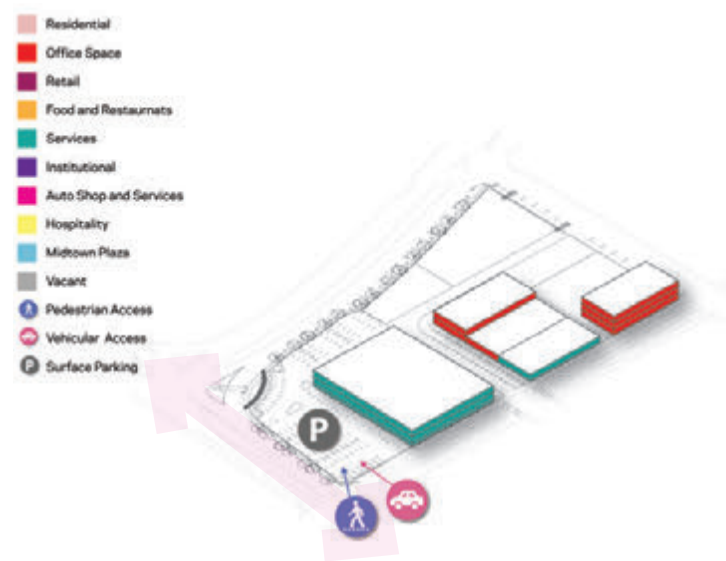 Residential
Office Space
Retail
Food and Restaurnats
Services
Institutional
Auto Shop and Services
Hospitality
Midtown Plaza
Vacant
Pedestrian Access
Vehicular Access
P Surface Parking
P